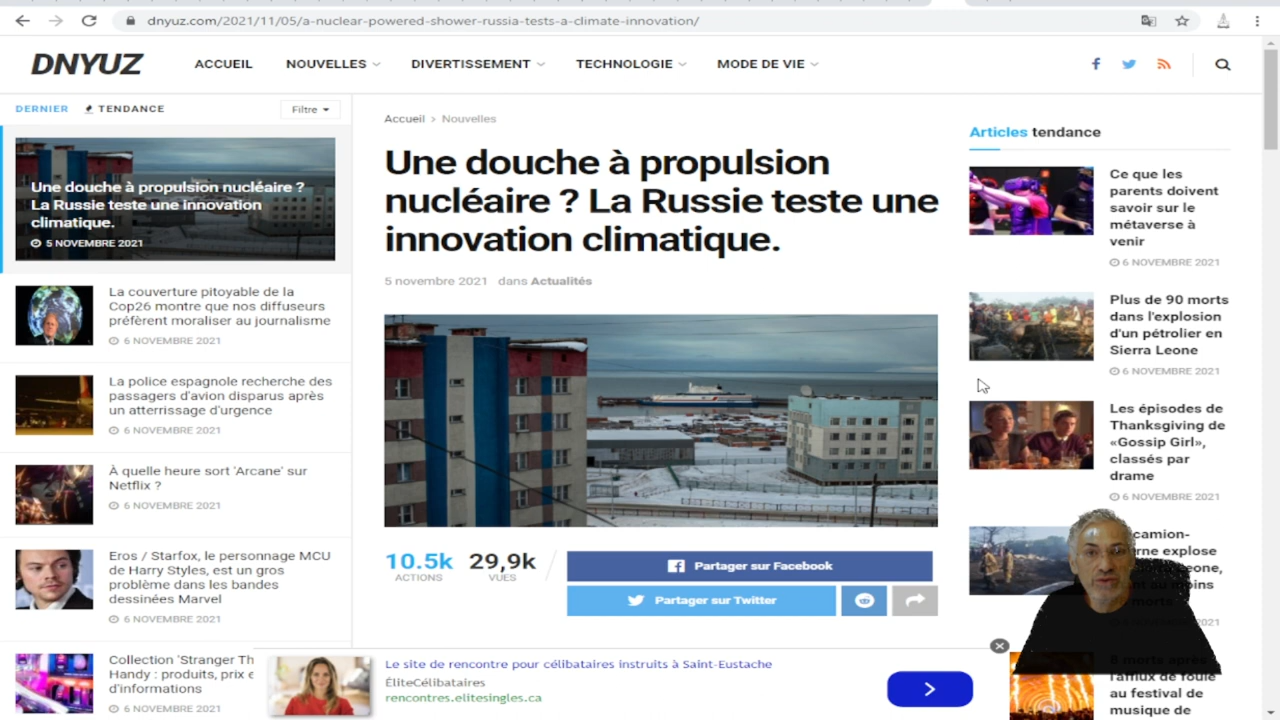 dnyuz.com/2021/11/05/a-nuclear-powered-shower-russia-tests-a-climate-innovation/
DNYUZ
ACCUEIL
NOUVELLES
DIVERTISSEMENT
TECHNOLOGIE
MODE DE VIE
DERNIER
TENDANCE
Filtre
Une douche à propulsion nucléaire ?
La Russie teste une innovation
climatique.
5 NOVEMBRE 2021
La couverture pitoyable de la
Cop26 montre que nos diffuseurs
préfèrent moraliser au journalisme
6 NOVEMBRE 2021
La police espagnole recherche des
passagers d'avion disparus après
un atterrissage d'urgence
6 NOVEMBRE 2021
À quelle heure sort 'Arcane' sur
Netflix ?
6 NOVEMBRE 2021
Eros / Starfox, le personnage MCU
de Harry Styles, est un gros
problème dans les bandes
dessinées Marvel
6 NOVEMBRE 2021
Collection 'Stranger Th
Handy : produits, prix e
d'informations
6 NOVEMBRE 2021
Accueil > Nouvelles
Une douche à propulsion
nucléaire ? La Russie teste une
innovation climatique.
5 novembre 2021 dans Actualités
10.5k
ACTIONS
29,9k
VUES
Partager sur Facebook
Partager sur Twitter
Le site de rencontre pour célibataires instruits à Saint-Eustache
ÉliteCélibataires
rencontres.elitesingles.ca
Articles tendance
Ce que les
parents doivent
savoir sur le
métaverse à
venir
6 NOVEMBRE 2021
Plus de 90 morts
dans l'explosion
d'un pétrolier en
Sierra Leone
6 NOVEMBRE 2021
Les épisodes de
Thanksgiving de
«Gossip Girl»,
classés par
drame
6 NOVEMBRE 2021
camion-
explose
morts
8 morts après
l'afflux de foule
au festival de
musique de